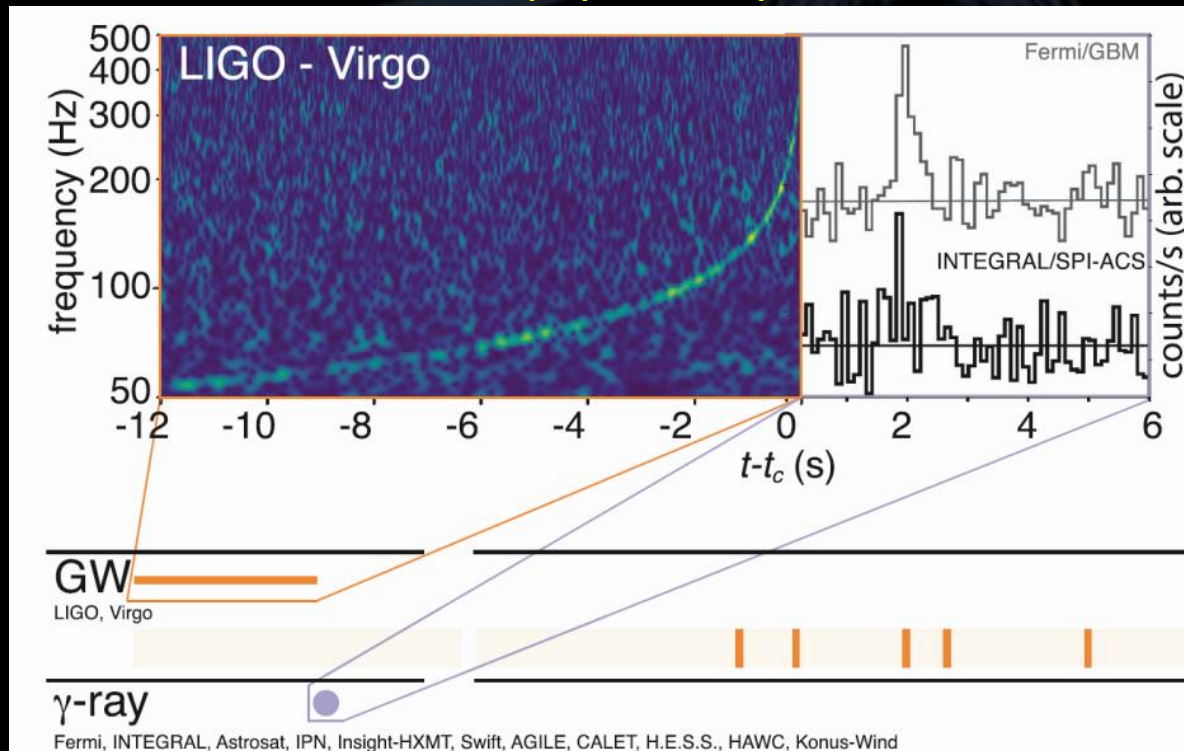 LIGO - Virgo
500
400
300
200
100
50
frequency (Hz)
Fermi/GBM
INTEGRAL/SPI-ACS
counts/s (arb. scale)
-12 -10 -8 -6 -4 -2 0 2 4 6
t-tc (s)
GW
LIGO, Virgo
γ-ray
Fermi, INTEGRAL, Astrosat, IPN, Insight-HXMT, Swift, AGILE, CALET, H.E.S.S., HAWC, Konus-Wind